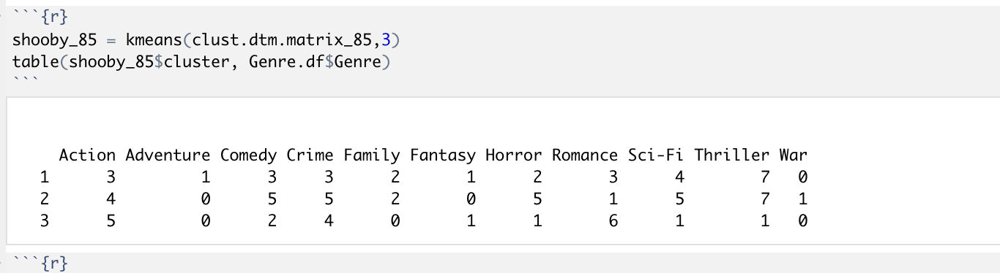 ```{r}
shooby_85 = kmeans(clust.dtm.matrix_85,3)
table(shooby_85$cluster, Genre.df$Genre)
```
Action Adventure Comedy Crime Family Fantasy Horror Romance Sci-Fi Thriller War
1 3 1 3 3 2 1 2 3 4 7 0
2 4 0 5 5 2 0 5 1 5 7 1
3 5 0 2 4 0 1 1 6 1 1 0
```{r}